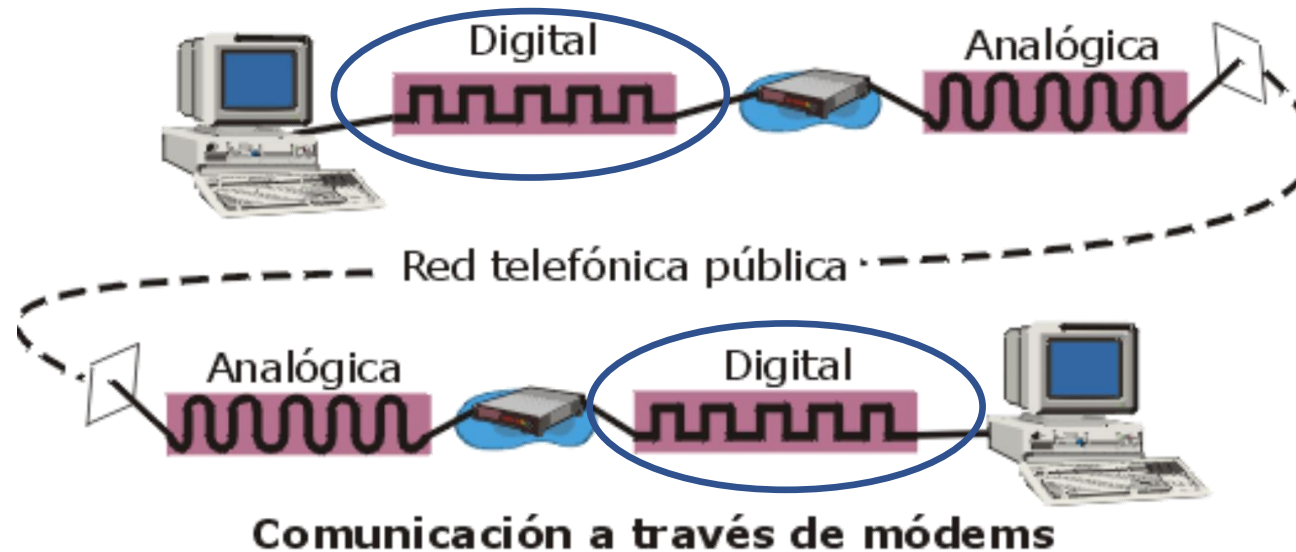 Digital
Analógica
Red telefónica pública
Analógica
Digital
Comunicación a través de módems